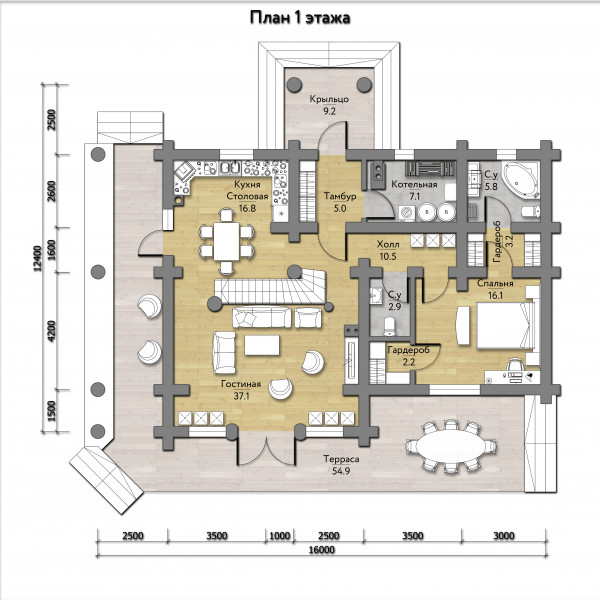 План 1 этажа
Крыльцо
9.2
Кухня
Столовая
16.8
Тамбур
5.0
Котельная
7.1
Б
Б
С.у
5.8
Холл
10.5
Гардероб
3.2
С.у
2.9
Спальня
16.1
Гардероб
2.2
Гостиная
37.1
Терраса
54.9
2500
2600
1600
4200
1500
12400
2500
3500
1000
2500
3500
3000
16000